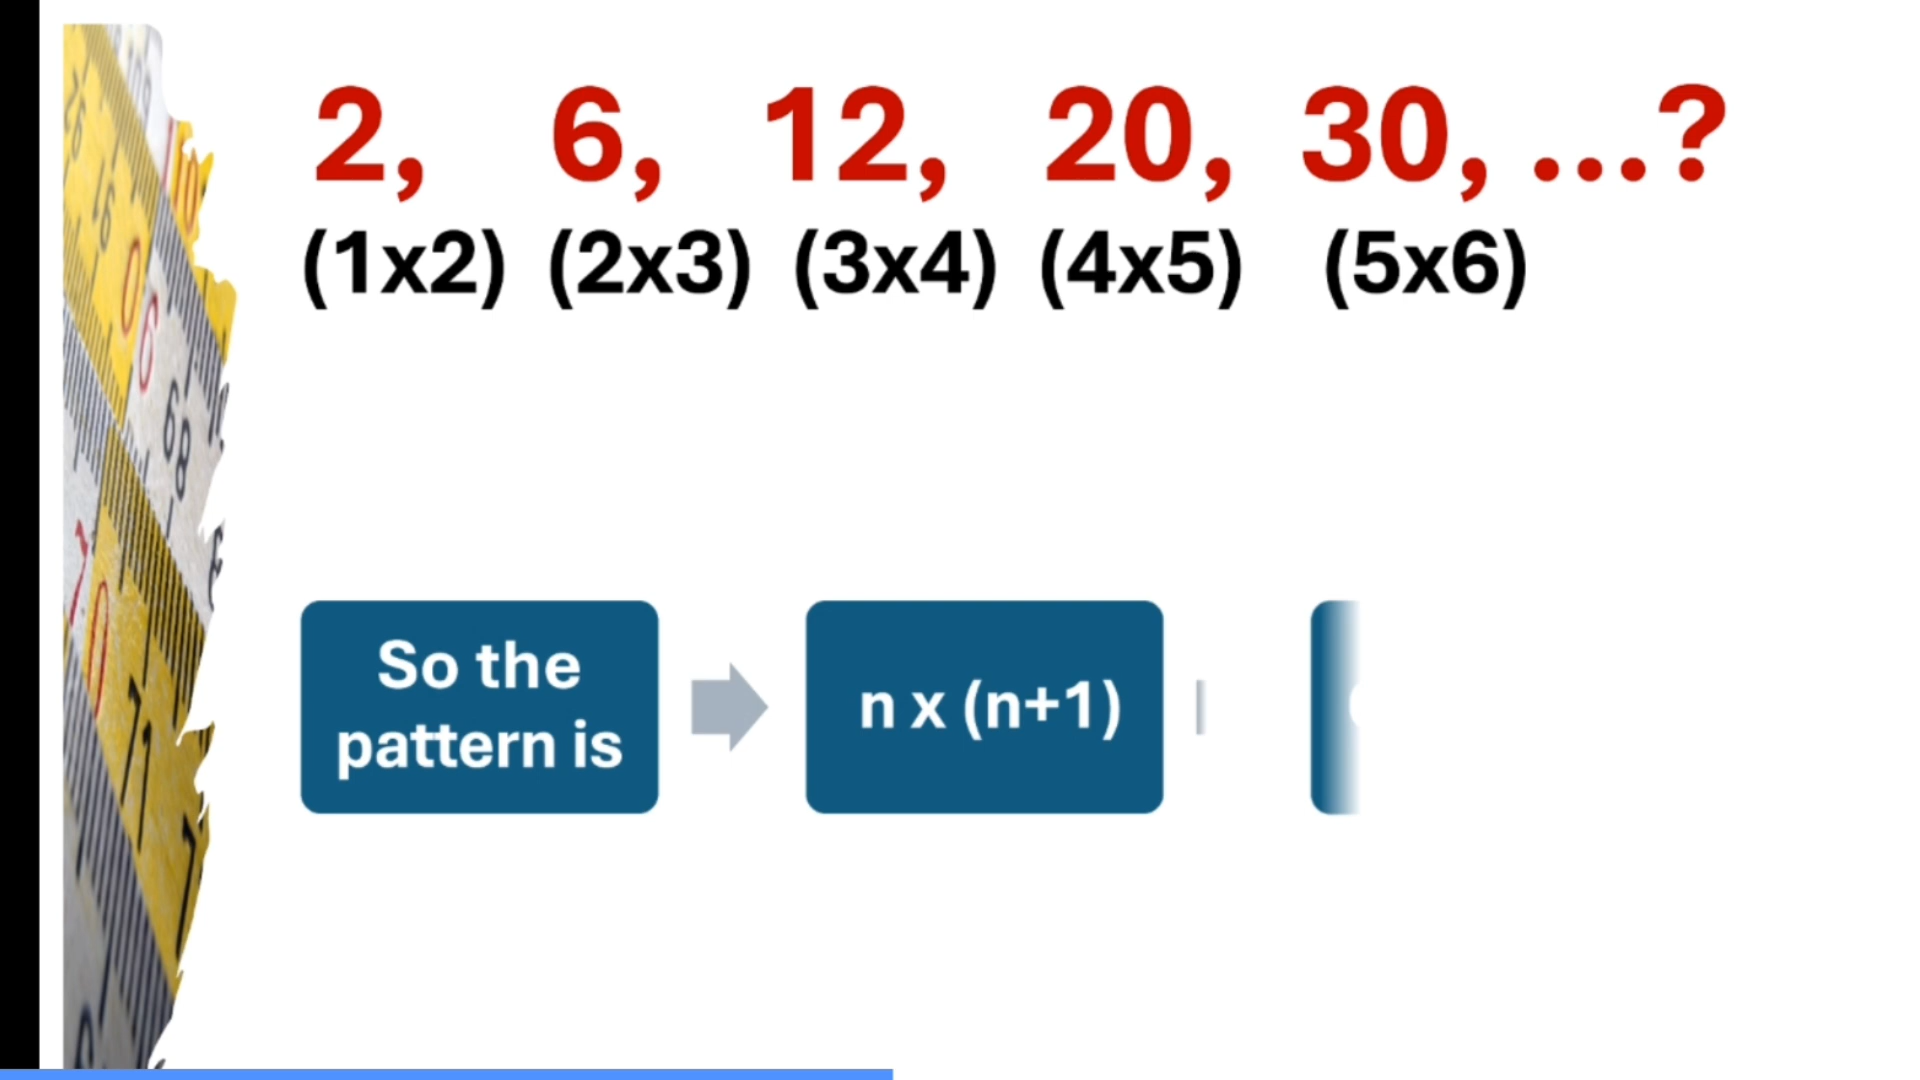 2, 6, 12, 20, 30, ...?
(1x2) (2x3) (3x4) (4x5) (5x6)
So the
pattern is
n x (n+1)